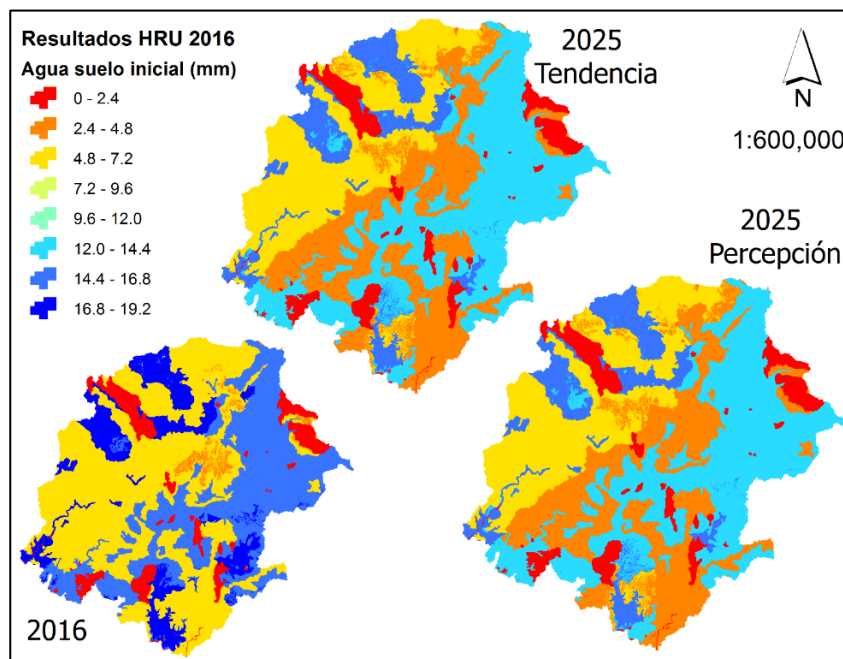 Resultados HRU 2016
Agua suelo inicial (mm)
0 - 2.4
2.4 - 4.8
4.8 - 7.2
7.2 - 9.6
9.6 - 12.0
12.0 - 14.4
14.4 - 16.8
16.8 - 19.2
2025
Tendencia
N
1:600,000
2025
Percepción
2016